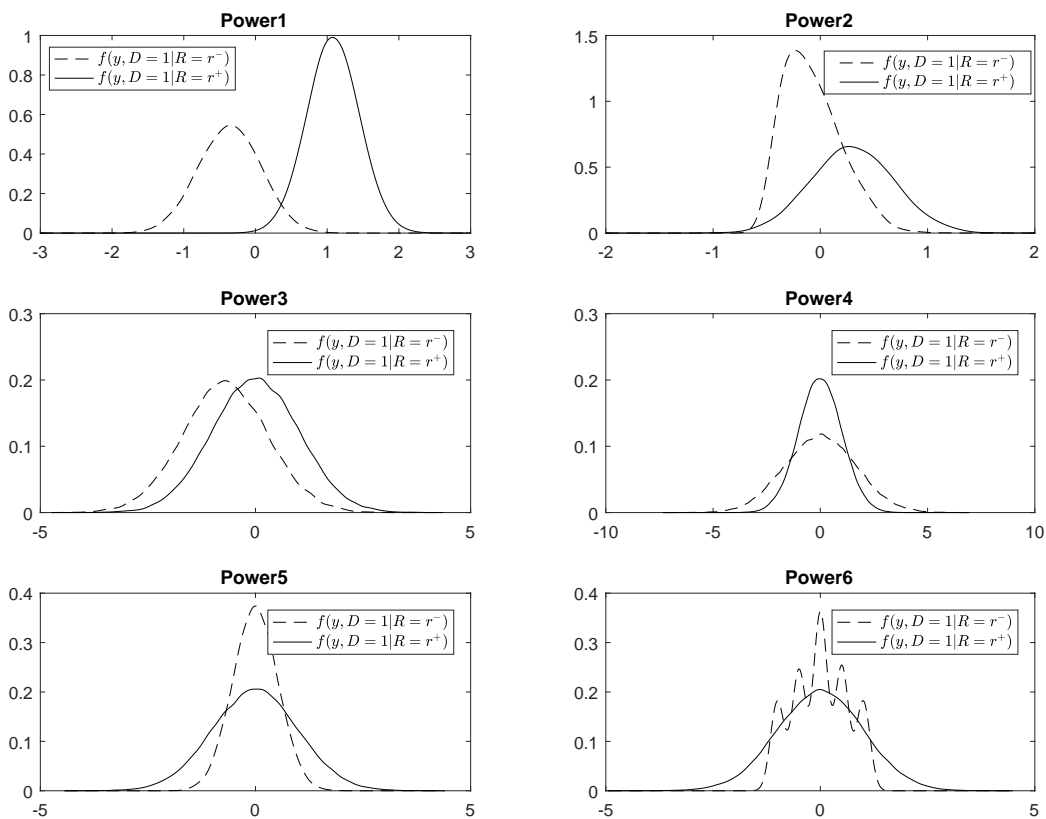 Power1
1
0.8
0.6
0.4
0.2
0
-3 -2 -1 0 1 2 3
f(y, D = 1|R = r⁻)
f(y, D = 1|R = r⁺)
Power2
1.5
1
0.5
0
-2 -1 0 1 2
f(y, D = 1|R = r⁻)
f(y, D = 1|R = r⁺)
Power3
0.3
0.2
0.1
0
-5 0 5
f(y, D = 1|R = r⁻)
f(y, D = 1|R = r⁺)
Power4
0.3
0.2
0.1
0
-10 -5 0 5 10
f(y, D = 1|R = r⁻)
f(y, D = 1|R = r⁺)
Power5
0.4
0.3
0.2
0.1
0
-5 0 5
f(y, D = 1|R = r⁻)
f(y, D = 1|R = r⁺)
Power6
0.4
0.3
0.2
0.1
0
-5 0 5
f(y, D = 1|R = r⁻)
f(y, D = 1|R = r⁺)